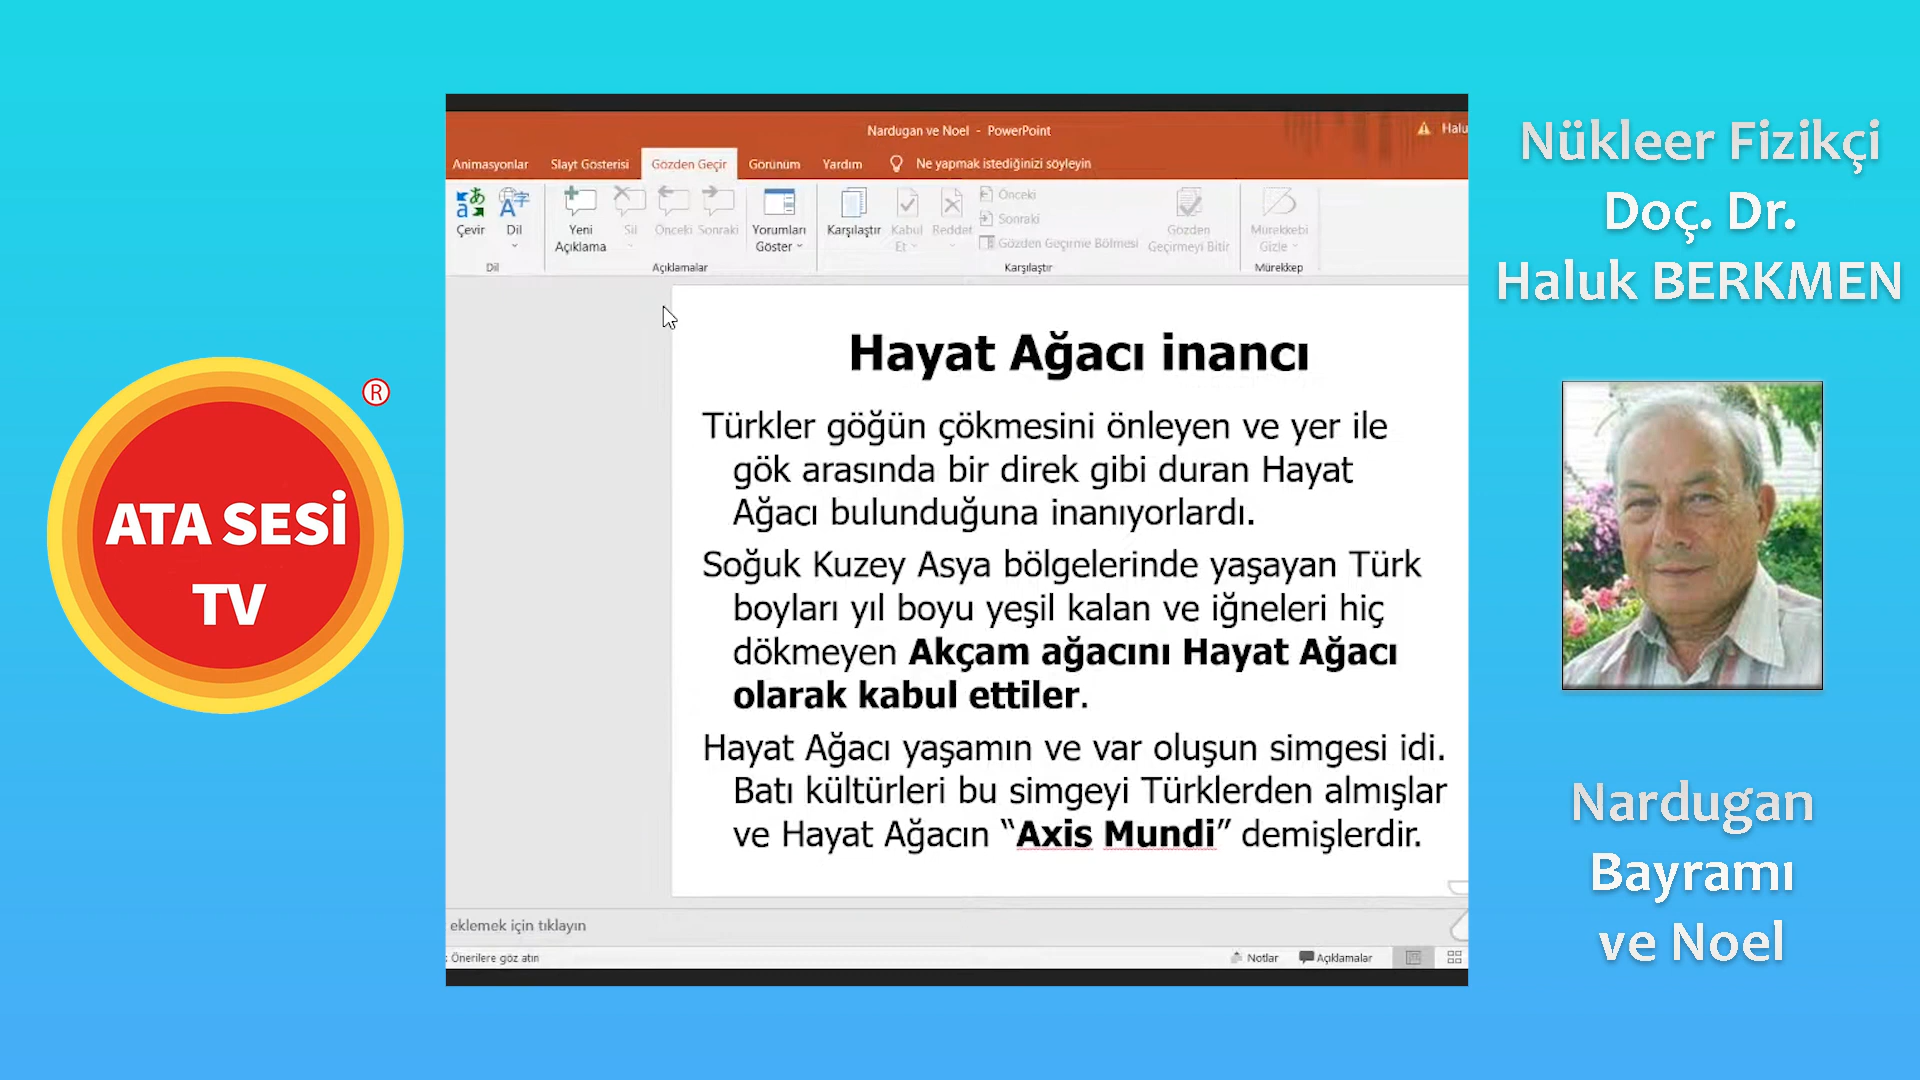 ATA SESİ
TV
®
Nardugan ve Noel - PowerPoint
Halu
Animasyonlar Slayt Gösterisi Gözden Geçir Görünüm Yardım Ne yapmak istediğinizi söyleyin
Çevir Dil
Dil
Yeni Açıklama Sil Önceki Sonraki Yorumları Göster
Açıklamalar
Karşılaştır Kabul Et Reddet
Önceki
Sonraki
Gözden Geçirme Bölmesi
Gözden Geçirmeyi Bitir
Karşılaştır
Mürekkebi Gizle
Mürekkep
Hayat Ağacı inancı
Türkler göğün çökmesini önleyen ve yer ile
gök arasında bir direk gibi duran Hayat
Ağacı bulunduğuna inanıyorlardı.
Soğuk Kuzey Asya bölgelerinde yaşayan Türk
boyları yıl boyu yeşil kalan ve iğneleri hiç
dökmeyen Akçam ağacını Hayat Ağacı
olarak kabul ettiler.
Hayat Ağacı yaşamın ve var oluşun simgesi idi.
Batı kültürleri bu simgeyi Türklerden almışlar
ve Hayat Ağacın “Axis Mundi” demişlerdir.
eklemek için tıklayın
: Önerilere göz atın
Notlar Açıklamalar
Nükleer Fizikçi
Doç. Dr.
Haluk BERKMEN
Nardugan
Bayramı
ve Noel